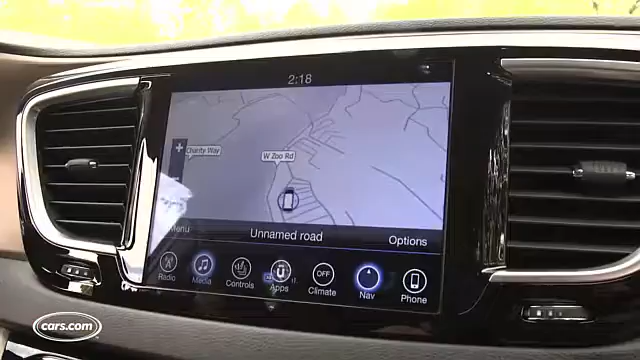 2:18
Charity Way
W Zoo Rd
Menu
Unnamed road
Options
OFF
Radio
Media
Controls
Apps
Climate
Nav
Phone
cars.com